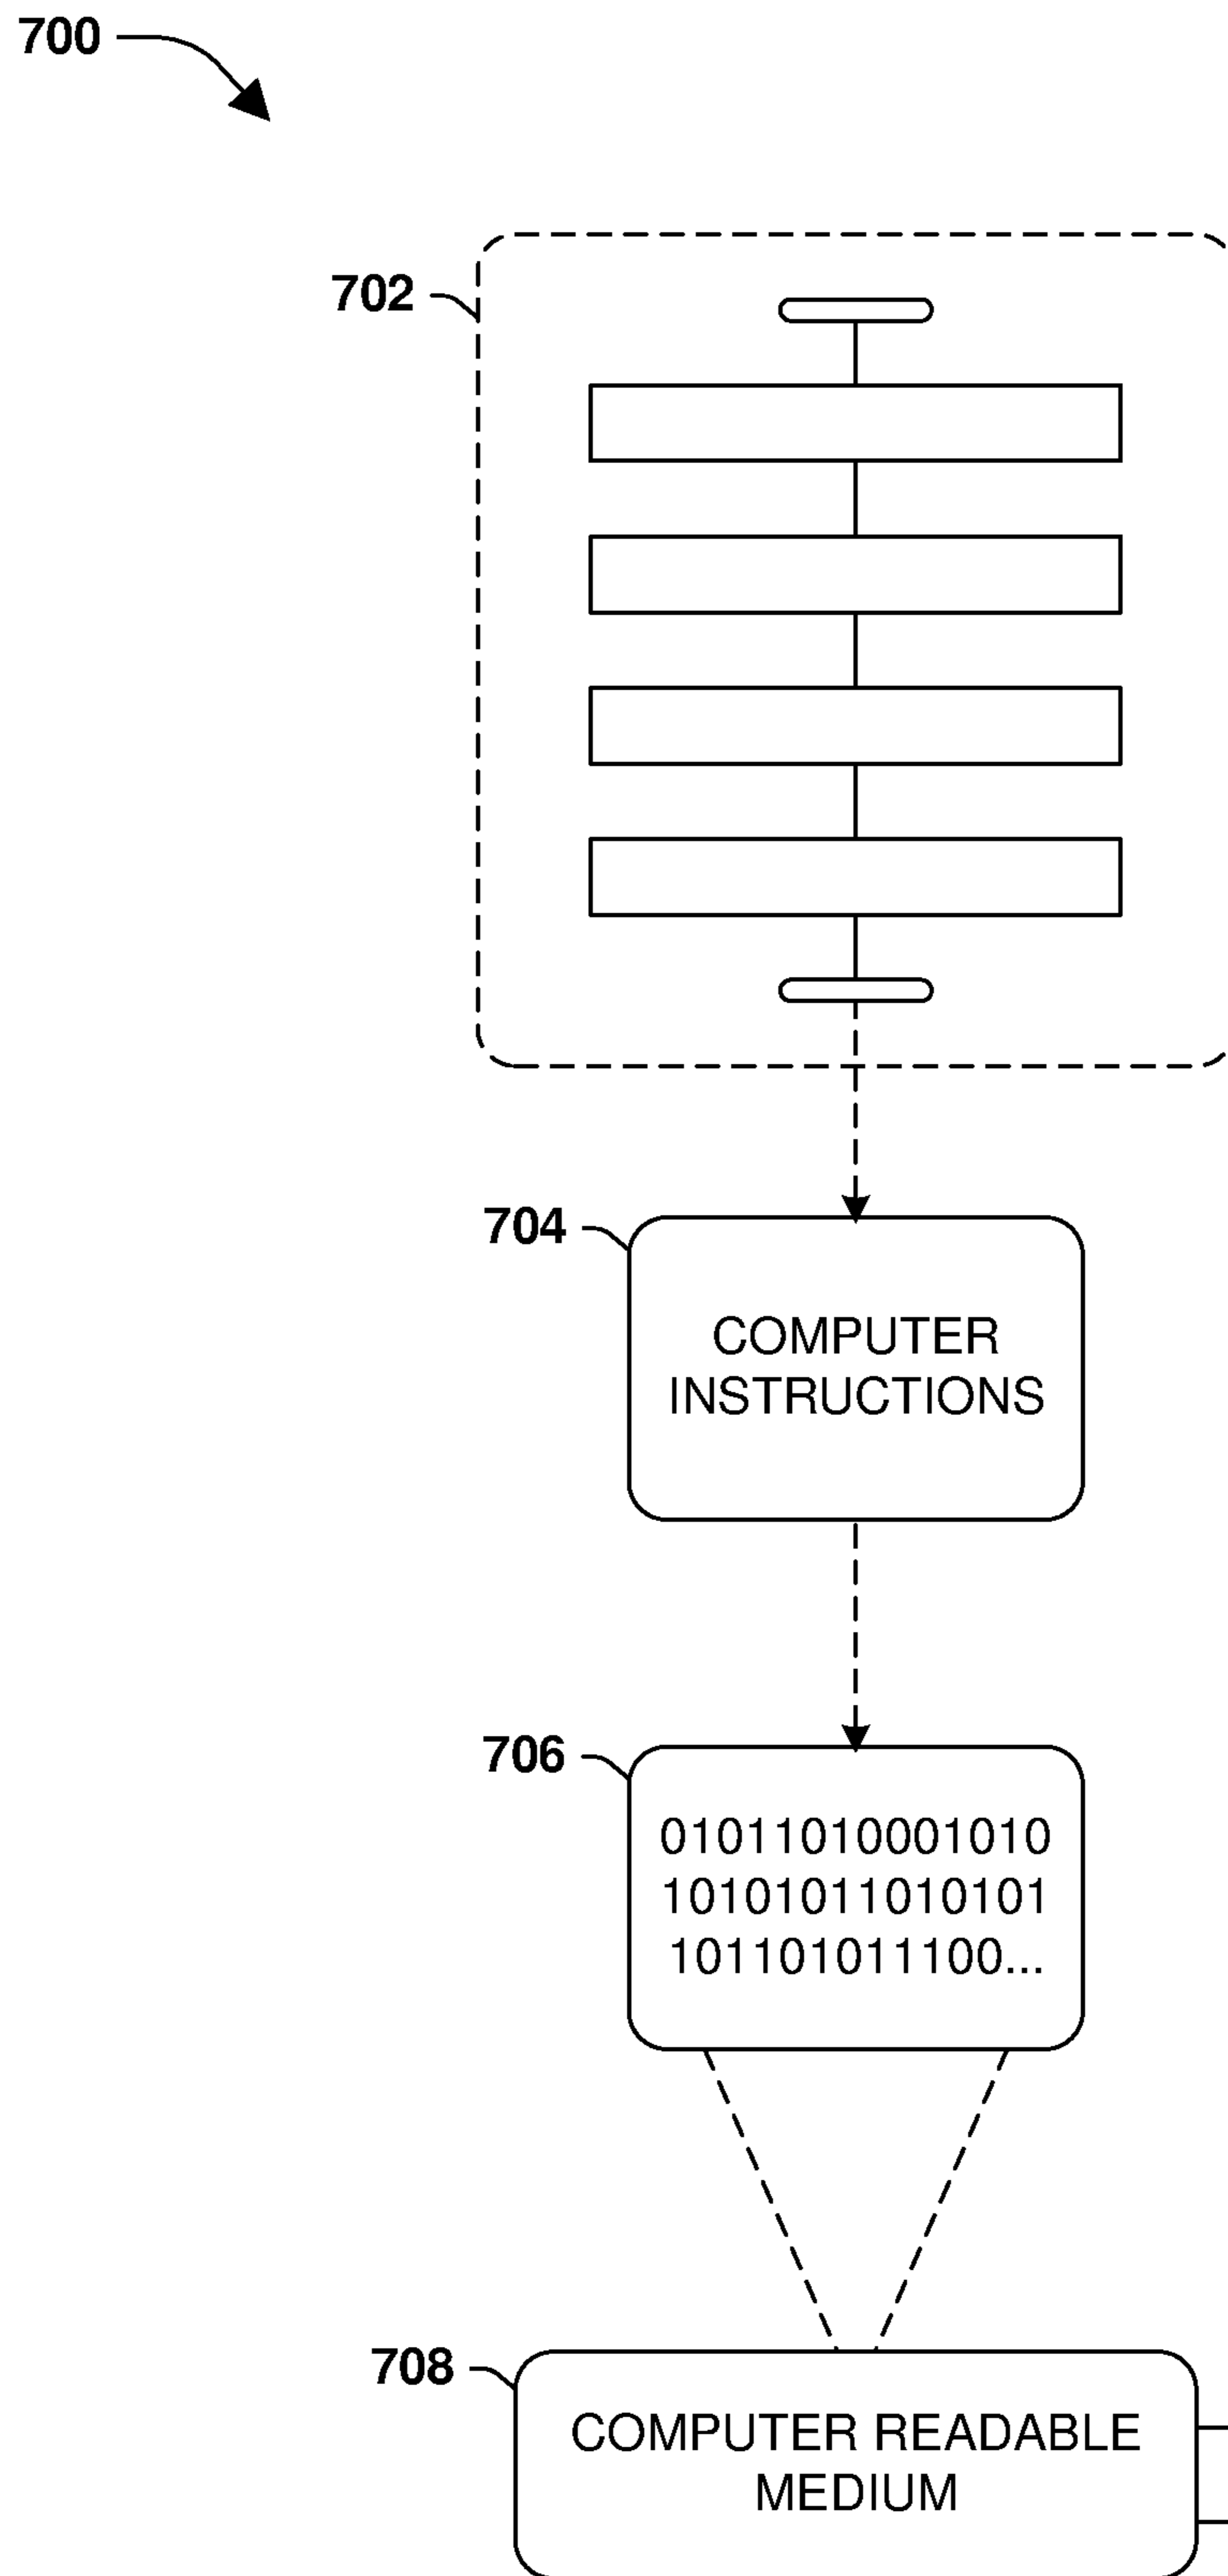 700
702
704
COMPUTER
INSTRUCTIONS
706
01011010001010
10101011010101
101101011100...
708
COMPUTER READABLE
MEDIUM